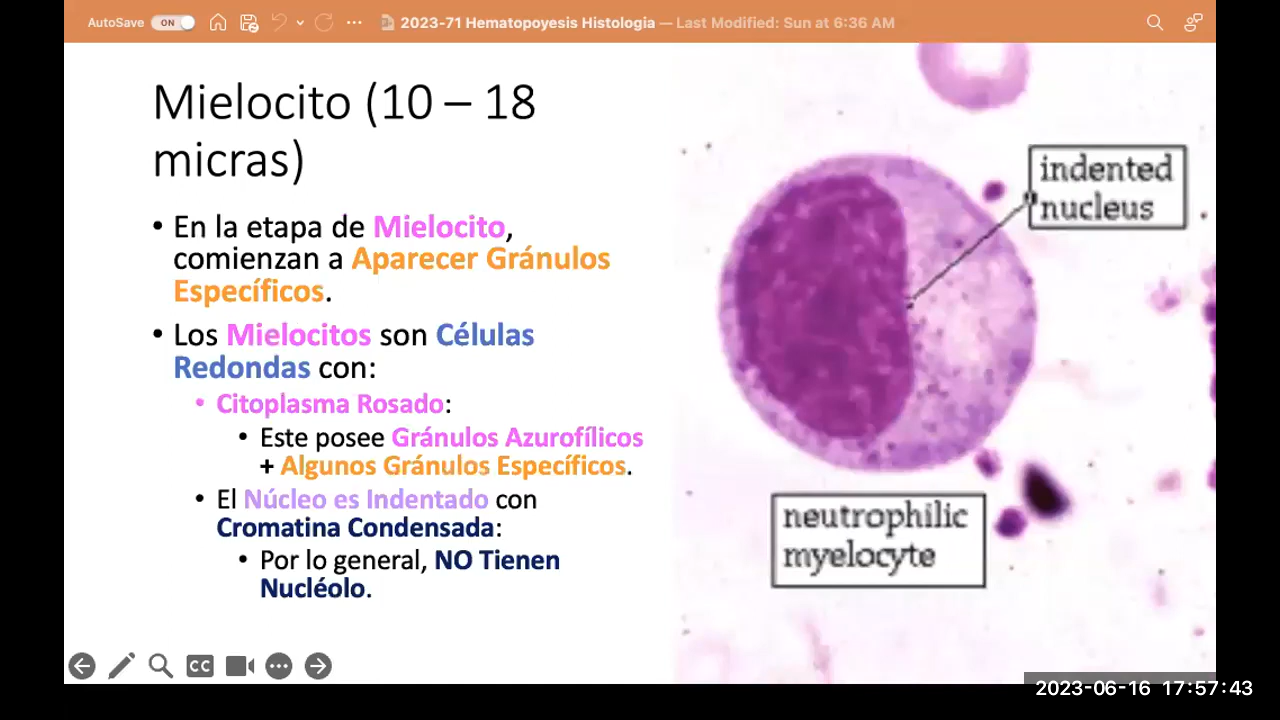 AutoSave ON
2023-71 Hematopoyesis Histologia — Last Modified: Sun at 6:36 AM
Mielocito (10 – 18
micras)
• En la etapa de Mielocito,
comienzan a Aparecer Gránulos
Específicos.
• Los Mielocitos son Células
Redondas con:
• Citoplasma Rosado:
• Este posee Gránulos Azurofílicos
+ Algunos Gránulos Específicos.
• El Núcleo es Indentado con
Cromatina Condensada:
• Por lo general, NO Tienen
Nucléolo.
indented
nucleus
neutrophilic
myelocyte
CC
2023-06-16 17:57:43